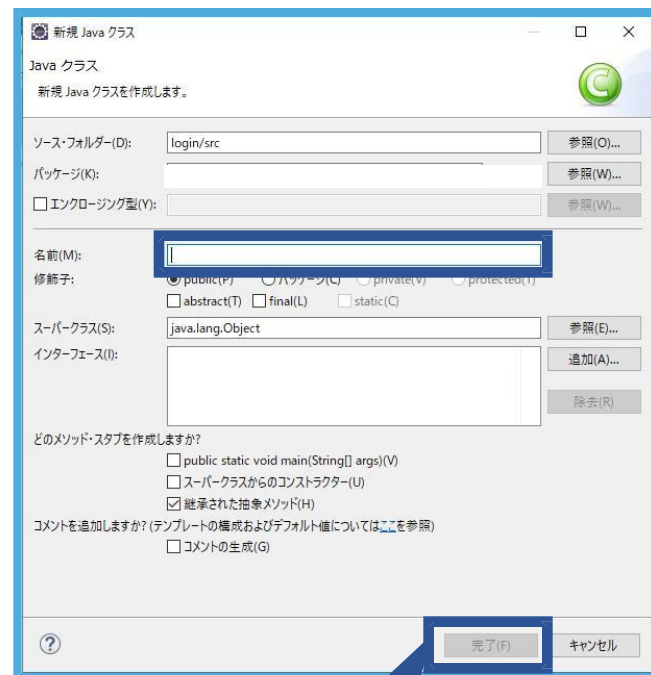 新規 Java クラス
Java クラス
新規 Java クラスを作成します。
ソース・フォルダー(D): login/src 参照(O)...
パッケージ(K): 参照(W)...
エンクロージング型(Y): 参照(W)...
名前(M):
修飾子: public(P) パッケージ(C) private(V) protected(T)
abstract(T) final(L) static(C)
スーパークラス(S): java.lang.Object 参照(E)...
インターフェース(I): 追加(A)...
除去(R)
どのメソッド・スタブを作成しますか?
public static void main(String[] args)(V)
スーパークラスからのコンストラクター(U)
継承された抽象メソッド(H)
コメントを追加しますか? (テンプレートの構成およびデフォルト値についてはここを参照)
コメントの生成(G)
? 完了(F) キャンセル